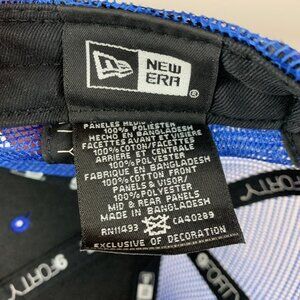 NEW
ERA®
PANELES
100% POLIESTER
HECHO EN BANGLADESH
FACETTES AVANT ET VISIERE
100% COTON/FACETTES
ARRIERE ET CENTRALE
100% POLYESTER
FABRIQUE EN BANGLADESH
100% COTTON FRONT
PANELS & VISOR/
MID & REAR PANELS
100% POLYESTER
MADE IN BANGLADESH
RN11493 CA40289
EXCLUSIVE OF DECORATION
9FORTY
FORTY